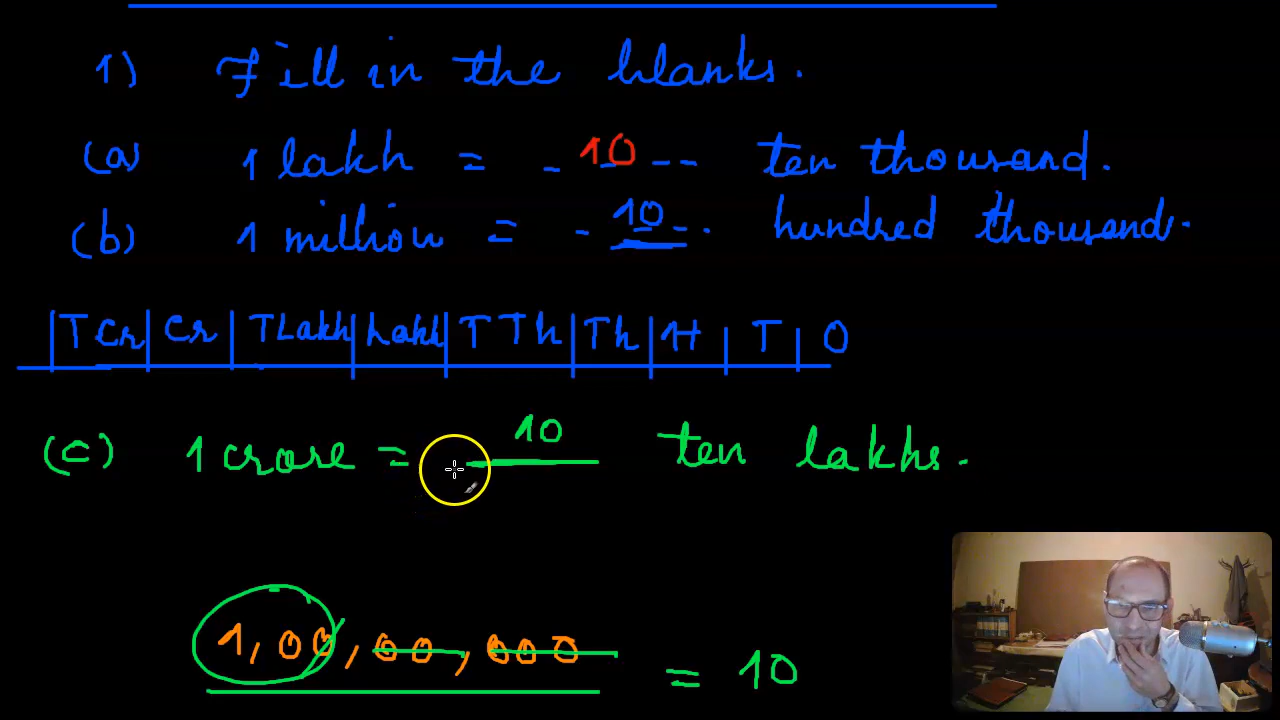 1) Fill in the blanks.
(a) 1 lakh = - 10 - - ten thousand.
(b) 1 million = - 10 - . hundred thousand.
T Cr | Cr | TLakh | Lakh | T Th | Th | H | T | O
(c) 1 crore = 10 ten lakhs.
1,00,00,000 = 10